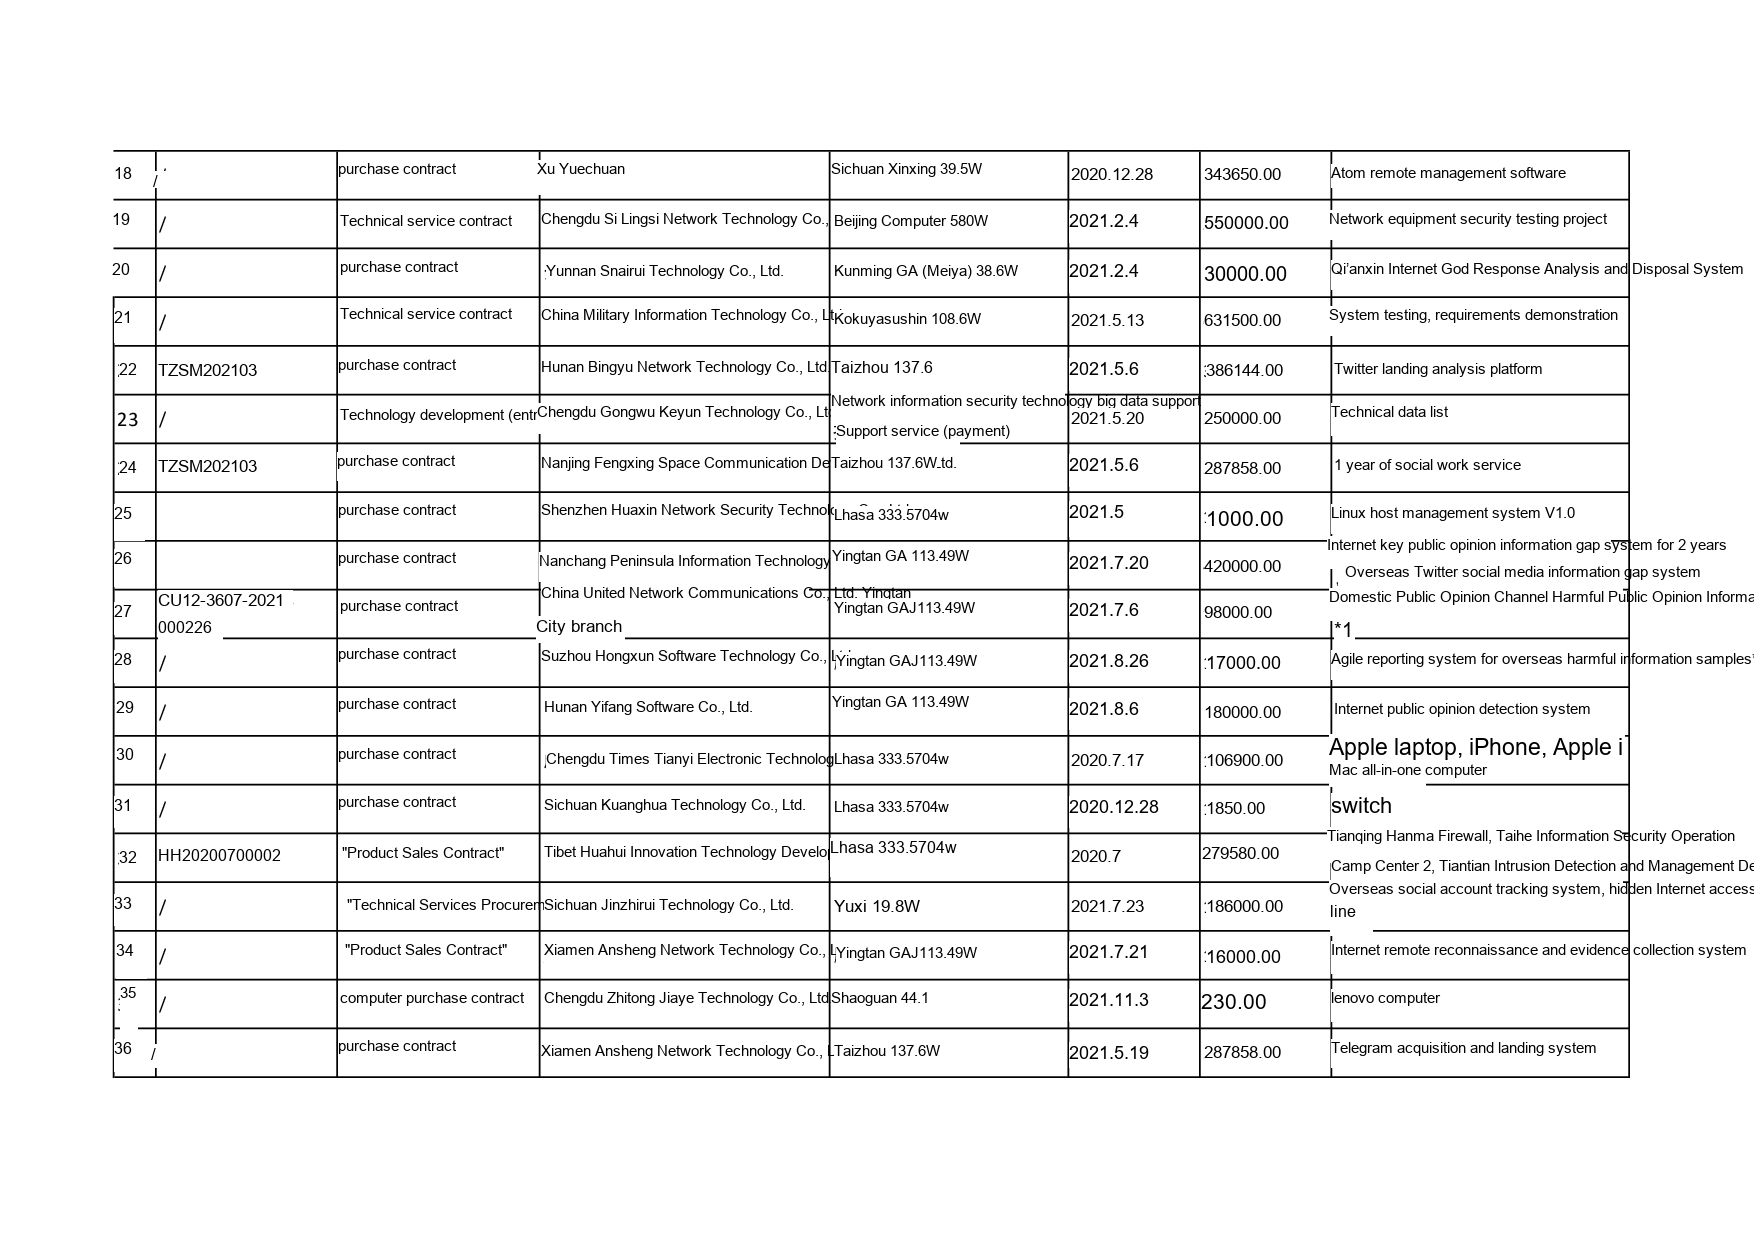 18 / purchase contract Xu Yuechuan Sichuan Xinxing 39.5W 2020.12.28 343650.00 Atom remote management software
19 / Technical service contract Chengdu Si Lingsi Network Technology Co., Beijing Computer 580W 2021.2.4 550000.00 Network equipment security testing project
20 / purchase contract Yunnan Snairui Technology Co., Ltd. Kunming GA (Meiya) 38.6W 2021.2.4 30000.00 Qi'anxin Internet God Response Analysis and Disposal System
21 / Technical service contract China Military Information Technology Co., Lt Kokuyasushin 108.6W 2021.5.13 631500.00 System testing, requirements demonstration
22 TZSM202103 purchase contract Hunan Bingyu Network Technology Co., Ltd. Taizhou 137.6 2021.5.6 386144.00 Twitter landing analysis platform
Network information security technology big data support
23 / Technology development (entr Chengdu Gongwu Keyun Technology Co., Lt 2021.5.20 250000.00 Technical data list
Support service (payment)
24 TZSM202103 purchase contract Nanjing Fengxing Space Communication De Taizhou 137.6W td. 2021.5.6 287858.00 1 year of social work service
25 purchase contract Shenzhen Huaxin Network Security Technol Lhasa 333.5704w 2021.5 1000.00 Linux host management system V1.0
Internet key public opinion information gap system for 2 years
26 purchase contract Nanchang Peninsula Information Technology Yingtan GA 113.49W 2021.7.20 420000.00
, Overseas Twitter social media information gap system
China United Network Communications Co., Ltd. Yingtan
CU12-3607-2021 Domestic Public Opinion Channel Harmful Public Opinion Informa
27 purchase contract Yingtan GAJ113.49W 2021.7.6 98000.00
000226 City branch *1
28 / purchase contract Suzhou Hongxun Software Technology Co., Yingtan GAJ113.49W 2021.8.26 17000.00 Agile reporting system for overseas harmful information samples*
29 / purchase contract Hunan Yifang Software Co., Ltd. Yingtan GA 113.49W 2021.8.6 180000.00 Internet public opinion detection system
Apple laptop, iPhone, Apple i
30 / purchase contract Chengdu Times Tianyi Electronic Technolog Lhasa 333.5704w 2020.7.17 106900.00
Mac all-in-one computer
31 / purchase contract Sichuan Kuanghua Technology Co., Ltd. Lhasa 333.5704w 2020.12.28 1850.00 switch
Tianqing Hanma Firewall, Taihe Information Security Operation
32 HH20200700002 "Product Sales Contract" Tibet Huahui Innovation Technology Develo Lhasa 333.5704w 2020.7 279580.00
Camp Center 2, Tiantian Intrusion Detection and Management De
Overseas social account tracking system, hidden Internet access
33 / "Technical Services Procurem Sichuan Jinzhirui Technology Co., Ltd. Yuxi 19.8W 2021.7.23 186000.00
line
34 / "Product Sales Contract" Xiamen Ansheng Network Technology Co., L Yingtan GAJ113.49W 2021.7.21 16000.00 Internet remote reconnaissance and evidence collection system
35 / computer purchase contract Chengdu Zhitong Jiaye Technology Co., Ltd Shaoguan 44.1 2021.11.3 230.00 lenovo computer
36 / purchase contract Xiamen Ansheng Network Technology Co., L Taizhou 137.6W 2021.5.19 287858.00 Telegram acquisition and landing system